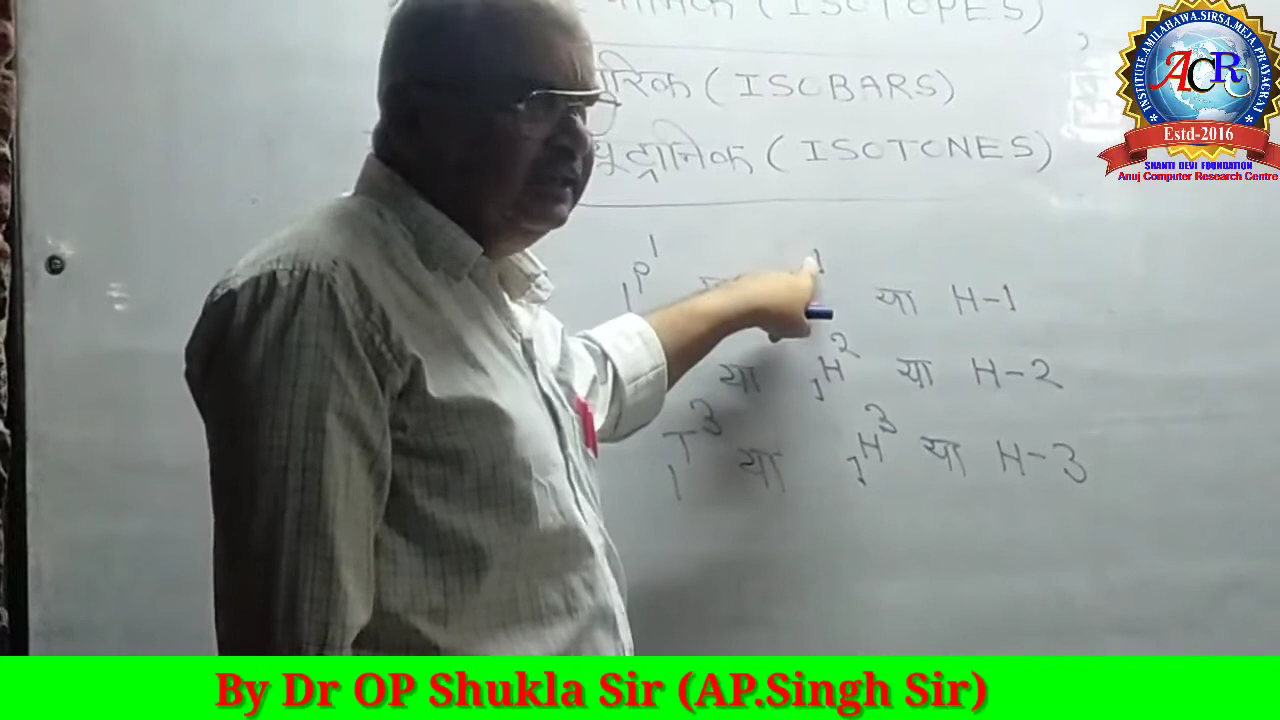 (ISOTOPES)
(ISOBARS)
(ISOTONES)
₁P¹ या H-1
या ₁H² या H-2
₁T³ या ₁H³ या H-3
INSTITUTE.AMILAHAWA.SIRSA.MEJA.PRAYAGRAJ
ACR
Estd-2016
SHANTI DEVI FOUNDATION
Anuj Computer Research Centre
By Dr OP Shukla Sir (AP.Singh Sir)